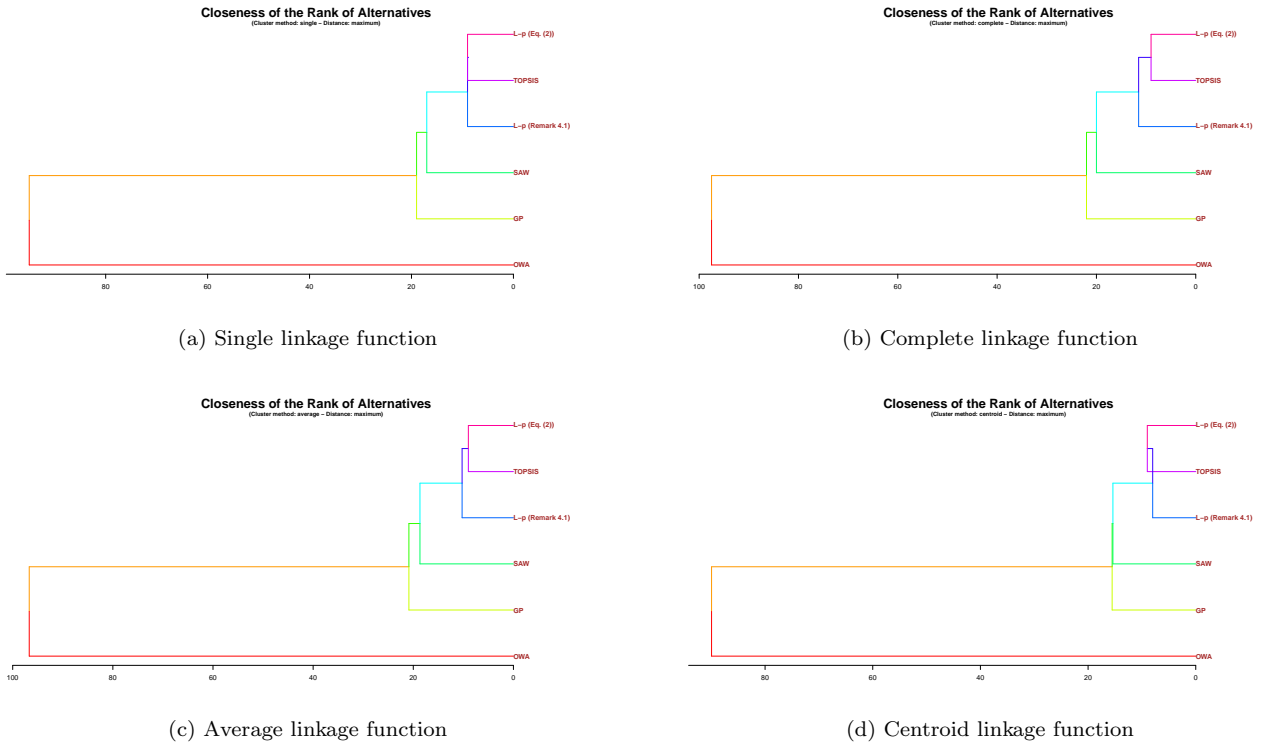 Closeness of the Rank of Alternatives
(Cluster method: single – Distance: maximum)
L–p (Eq. (2))
TOPSIS
L–p (Remark 4.1)
SAW
GP
OWA
80 60 40 20 0
(a) Single linkage function
Closeness of the Rank of Alternatives
(Cluster method: complete – Distance: maximum)
L–p (Eq. (2))
TOPSIS
L–p (Remark 4.1)
SAW
GP
OWA
100 80 60 40 20 0
(b) Complete linkage function
Closeness of the Rank of Alternatives
(Cluster method: average – Distance: maximum)
L–p (Eq. (2))
TOPSIS
L–p (Remark 4.1)
SAW
GP
OWA
100 80 60 40 20 0
(c) Average linkage function
Closeness of the Rank of Alternatives
(Cluster method: centroid – Distance: maximum)
L–p (Eq. (2))
TOPSIS
L–p (Remark 4.1)
SAW
GP
OWA
80 60 40 20 0
(d) Centroid linkage function